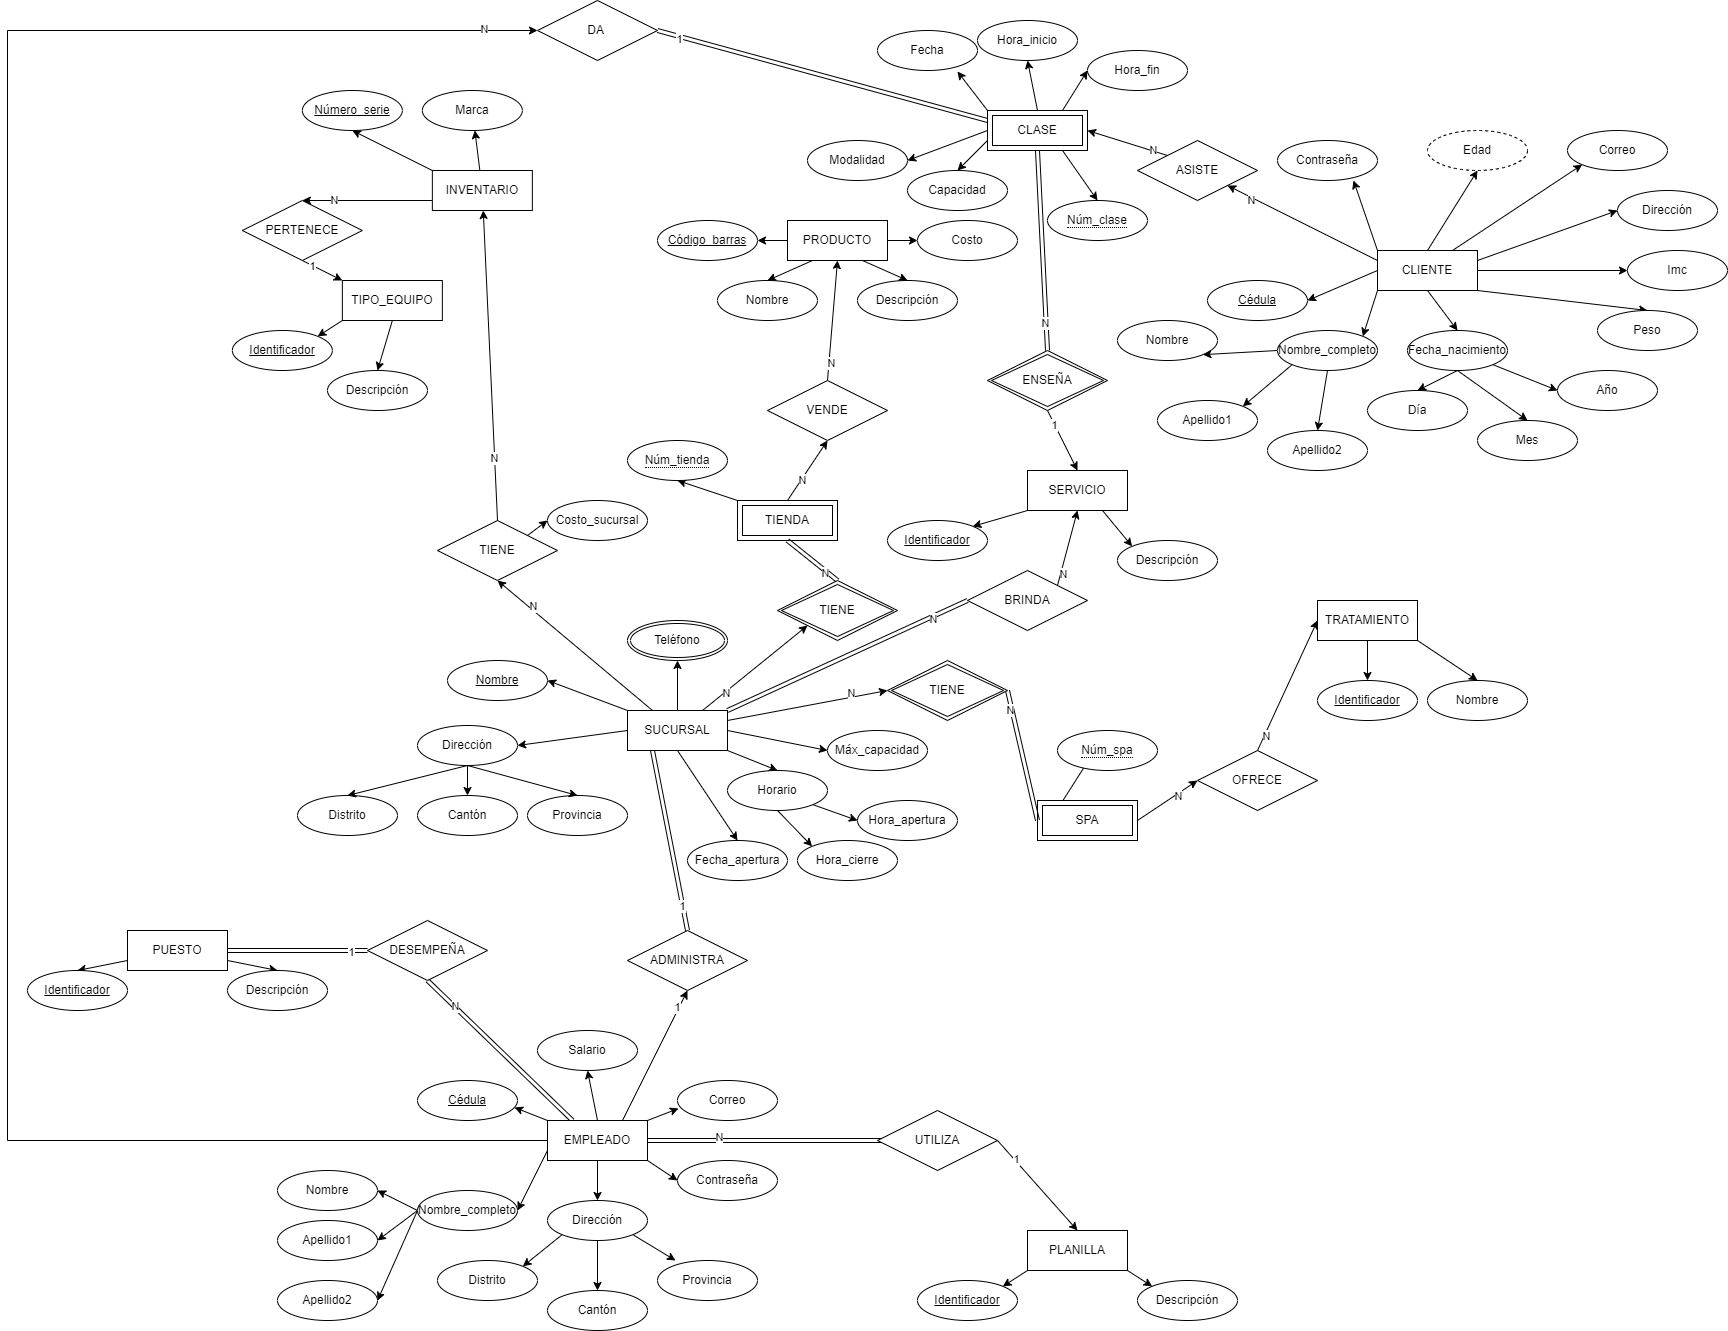 N
DA
1
Fecha
Hora_inicio
Hora_fin
Número_serie
Marca
CLASE
Modalidad
Capacidad
Núm_clase
N
ASISTE
N
Contraseña
Edad
Correo
Dirección
Imc
Peso
CLIENTE
Cédula
Nombre_completo
Nombre
Apellido1
Apellido2
Fecha_nacimiento
Día
Mes
Año
INVENTARIO
N
PERTENECE
1
TIPO_EQUIPO
Identificador
Descripción
Código_barras
PRODUCTO
Costo
Nombre
Descripción
N
VENDE
N
Núm_tienda
TIENDA
N
TIENE
N
N
ENSEÑA
1
SERVICIO
Identificador
Descripción
N
BRINDA
N
N
TIENE
Costo_sucursal
N
Teléfono
Nombre
SUCURSAL
Dirección
Distrito
Cantón
Provincia
Máx_capacidad
Horario
Hora_apertura
Hora_cierre
Fecha_apertura
N
TIENE
N
Núm_spa
SPA
N
OFRECE
N
TRATAMIENTO
Identificador
Nombre
1
ADMINISTRA
1
PUESTO
Identificador
Descripción
1
DESEMPEÑA
N
Salario
Cédula
Correo
EMPLEADO
Contraseña
Nombre_completo
Nombre
Apellido1
Apellido2
Dirección
Distrito
Cantón
Provincia
N
UTILIZA
1
PLANILLA
Identificador
Descripción